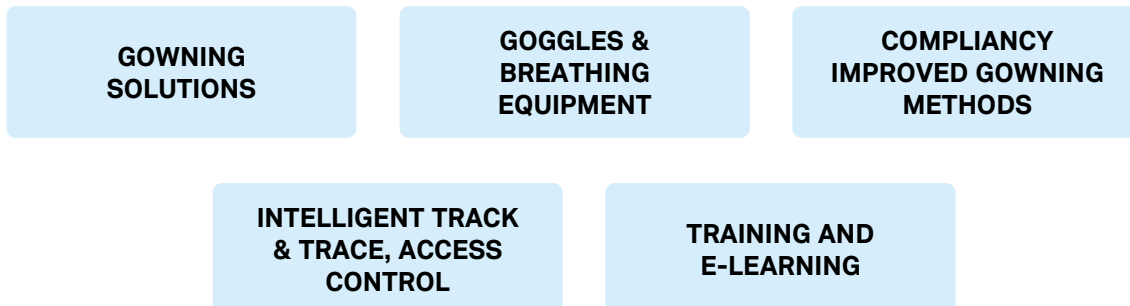 GOWNING
SOLUTIONS
GOGGLES &
BREATHING
EQUIPMENT
COMPLIANCY
IMPROVED GOWNING
METHODS
INTELLIGENT TRACK
& TRACE, ACCESS
CONTROL
TRAINING AND
E-LEARNING